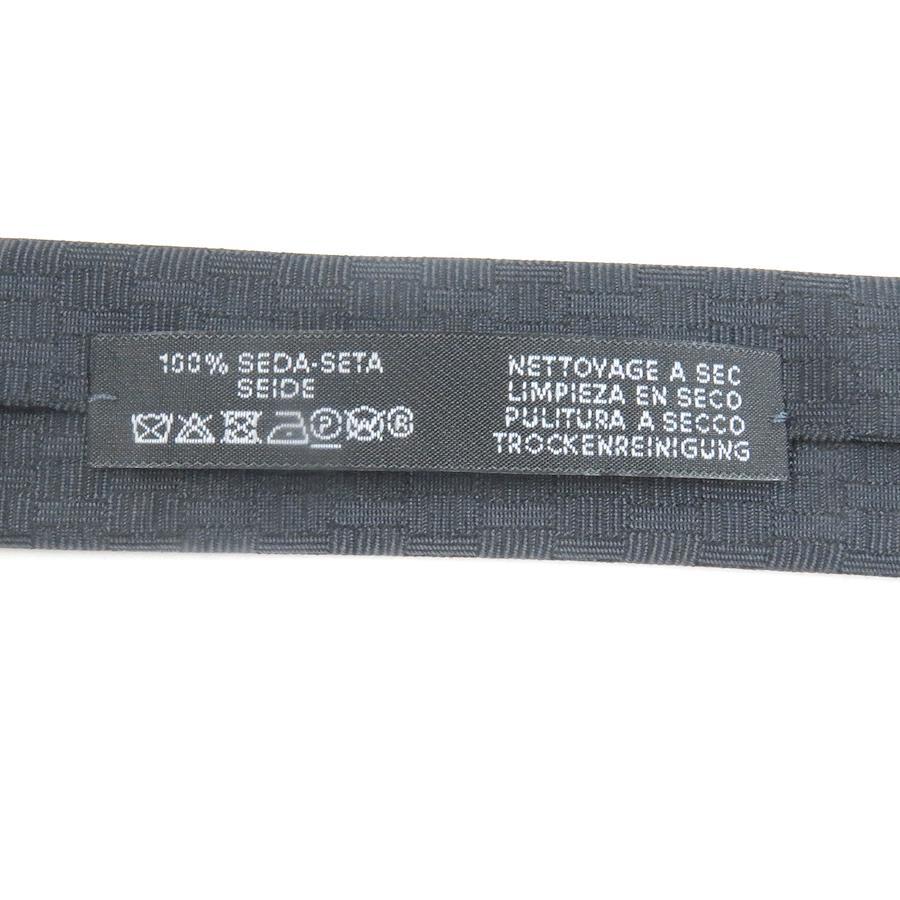 100% SEDA-SETA
SEIDE
P W R
NETTOYAGE A SEC
LIMPIEZA EN SECO
PULITURA A SECCO
TROCKENREINIGUNG